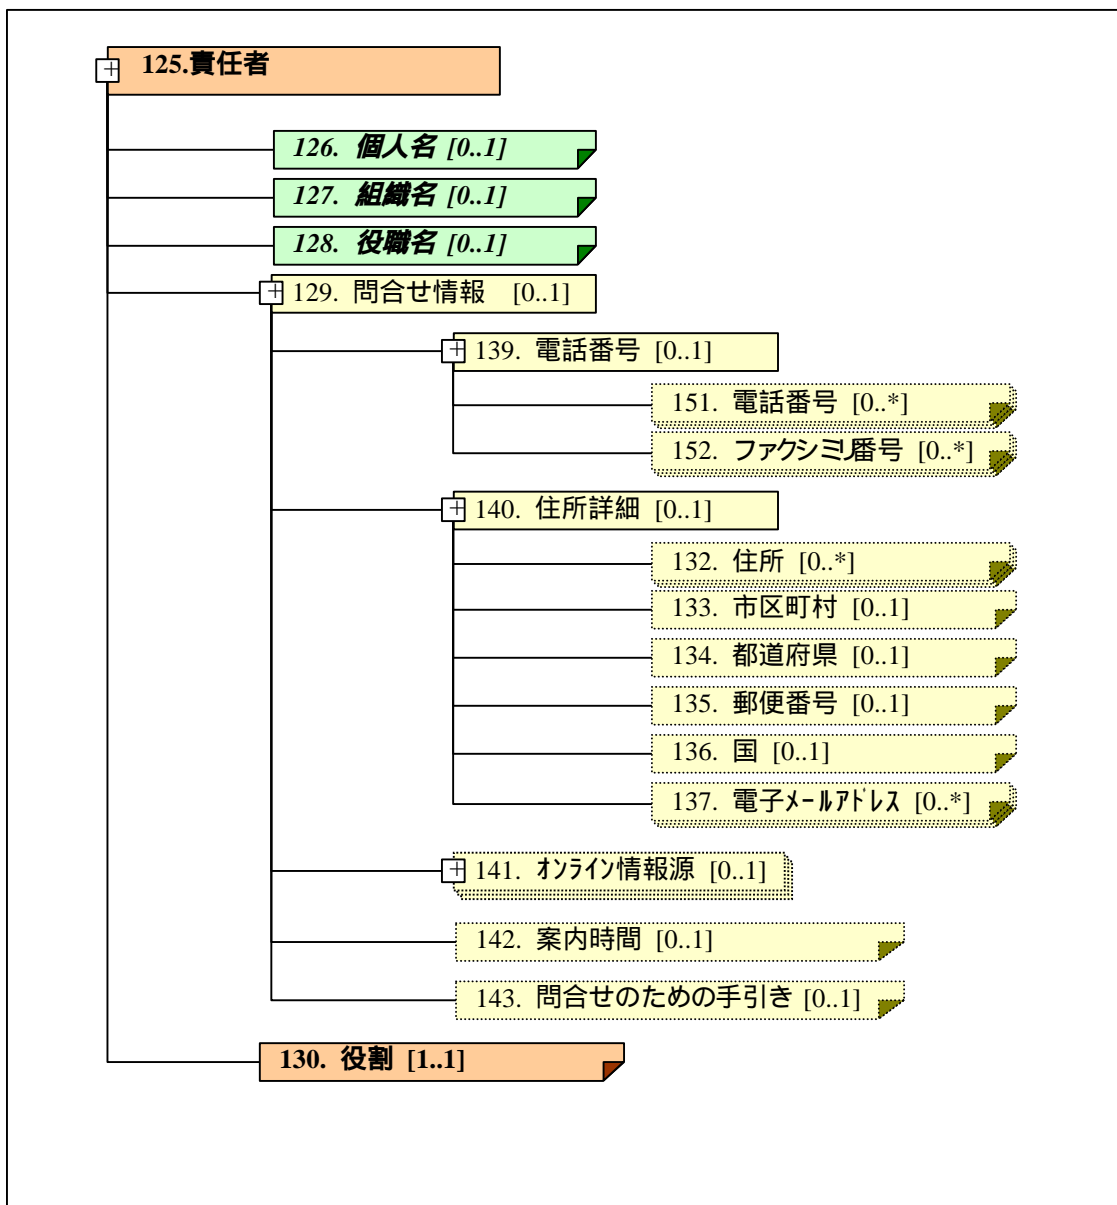 125.責任者
126. 個人名 [0..1]
127. 組織名 [0..1]
128. 役職名 [0..1]
129. 問合せ情報 [0..1]
139. 電話番号 [0..1]
151. 電話番号 [0..*]
152. ファクシミリ番号 [0..*]
140. 住所詳細 [0..1]
132. 住所 [0..*]
133. 市区町村 [0..1]
134. 都道府県 [0..1]
135. 郵便番号 [0..1]
136. 国 [0..1]
137. 電子ﾒｰﾙｱﾄﾞﾚｽ [0..*]
141. ｵﾝﾗｲﾝ情報源 [0..1]
142. 案内時間 [0..1]
143. 問合せのための手引き [0..1]
130. 役割 [1..1]